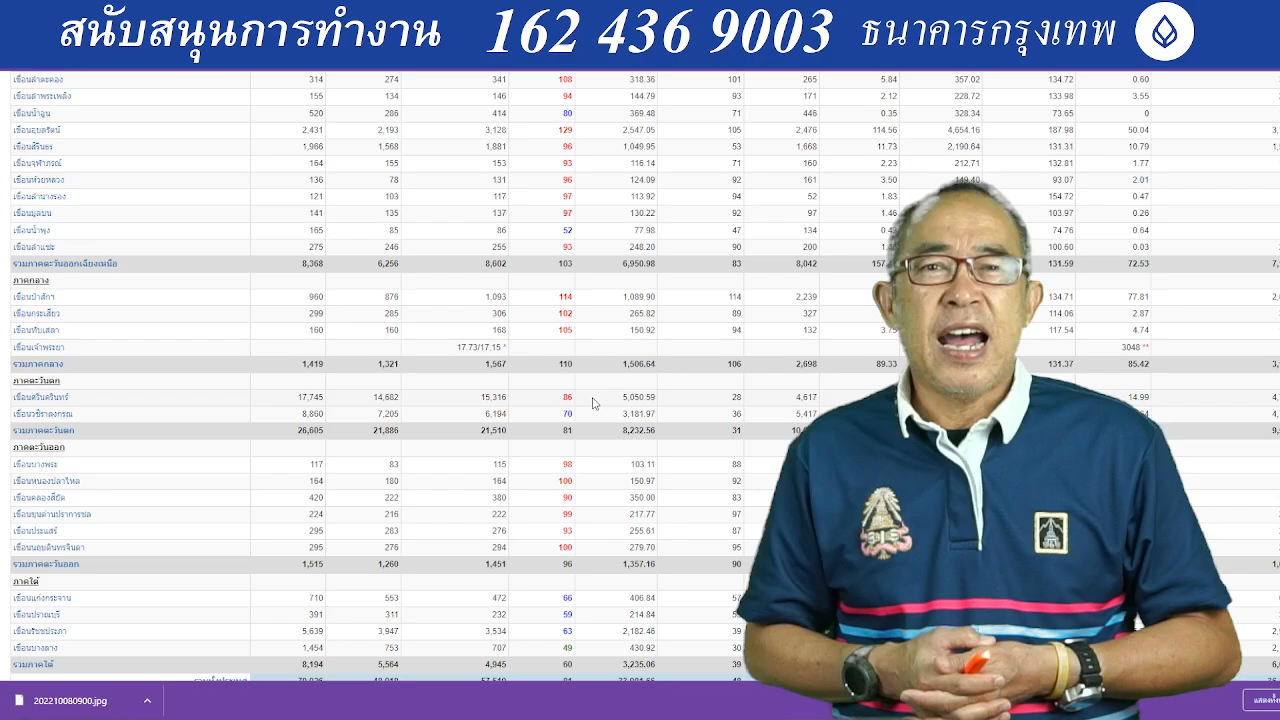 สนับสนุนการทำงาน 162 436 9003 ธนาคารกรุงเทพ
เขื่อนลำตะคอง 314 274 341 108 318.36 101 265 5.84 357.02 134.72 0.60
เขื่อนลำพระเพลิง 155 134 146 94 144.79 93 171 2.12 228.72 133.98 3.55
เขื่อนน้ำอูน 520 286 414 80 369.48 71 446 0.35 328.34 73.65 0
เขื่อนอุบลรัตน์ 2,431 2,193 3,128 129 2,547.05 105 2,476 114.56 4,654.16 187.98 50.04
เขื่อนสิรินธร 1,966 1,568 1,881 96 1,049.95 53 1,668 11.73 2,190.64 131.31 10.79
เขื่อนจุฬาภรณ์ 164 155 153 93 116.14 71 160 2.23 212.71 132.81 1.77
เขื่อนห้วยหลวง 136 78 131 96 124.09 92 161 3.50 149.40 93.07 2.01
เขื่อนลำนางรอง 121 103 117 97 113.92 94 52 1.83 154.72 0.47
เขื่อนมูลบน 141 135 137 97 130.22 92 97 1.46 103.97 0.26
เขื่อนน้ำพุง 165 85 86 52 77.98 47 134 74.76 0.64
เขื่อนลำแชะ 275 246 255 93 248.20 90 200 100.60 0.03
รวมภาคตะวันออกเฉียงเหนือ 8,368 6,256 8,602 103 6,950.98 83 8,042 157. 131.59 72.53
ภาคกลาง
เขื่อนป่าสักฯ 960 876 1,093 114 1,089.90 114 2,239 134.71 77.81
เขื่อนกระเสียว 299 285 306 102 265.82 89 327 114.06 2.87
เขื่อนทับเสลา 160 160 168 105 150.92 94 132 3.75 117.54 4.74
เขื่อนเจ้าพระยา 17.73/17.15 * 3048 **
รวมภาคกลาง 1,419 1,321 1,567 110 1,506.64 106 2,698 89.33 131.37 85.42
ภาคตะวันตก
เขื่อนศรีนครินทร์ 17,745 14,682 15,316 86 5,050.59 28 4,617 14.99
เขื่อนวชิราลงกรณ 8,860 7,205 6,194 70 3,181.97 36 5,417
รวมภาคตะวันตก 26,605 21,886 21,510 81 8,232.56 31
ภาคตะวันออก
เขื่อนบางพระ 117 83 115 98 103.11 88
เขื่อนหนองปลาไหล 164 180 164 100 150.97 92
เขื่อนคลองสียัด 420 222 380 90 350.00 83
เขื่อนขุนด่านปราการชล 224 216 222 99 217.77 97
เขื่อนประแสร์ 295 283 276 93 255.61 87
เขื่อนนฤบดินทรจินดา 295 276 294 100 279.70 95
รวมภาคตะวันออก 1,515 1,260 1,451 96 1,357.16 90
ภาคใต้
เขื่อนแก่งกระจาน 710 553 472 66 406.84 57
เขื่อนปราณบุรี 391 311 232 59 214.84
เขื่อนรัชชประภา 5,639 3,947 3,534 63 2,182.46 39
เขื่อนบางลาง 1,454 753 707 49 430.92 30
รวมภาคใต้ 8,194 5,564 4,945 60 3,235.06 39
202210080900.jpg